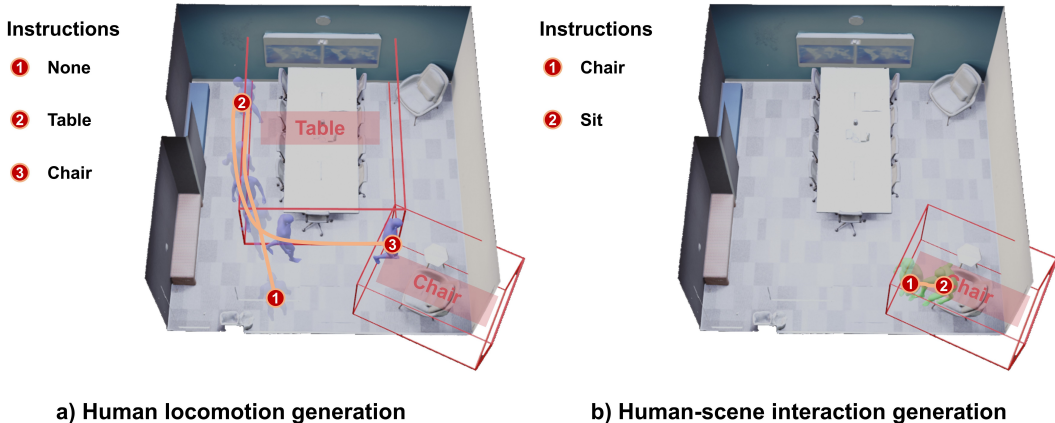 Instructions
1 None
2 Table
3 Chair
Table
2
3
1
Chair
a) Human locomotion generation
Instructions
1 Chair
2 Sit
1
2
Chair
b) Human-scene interaction generation